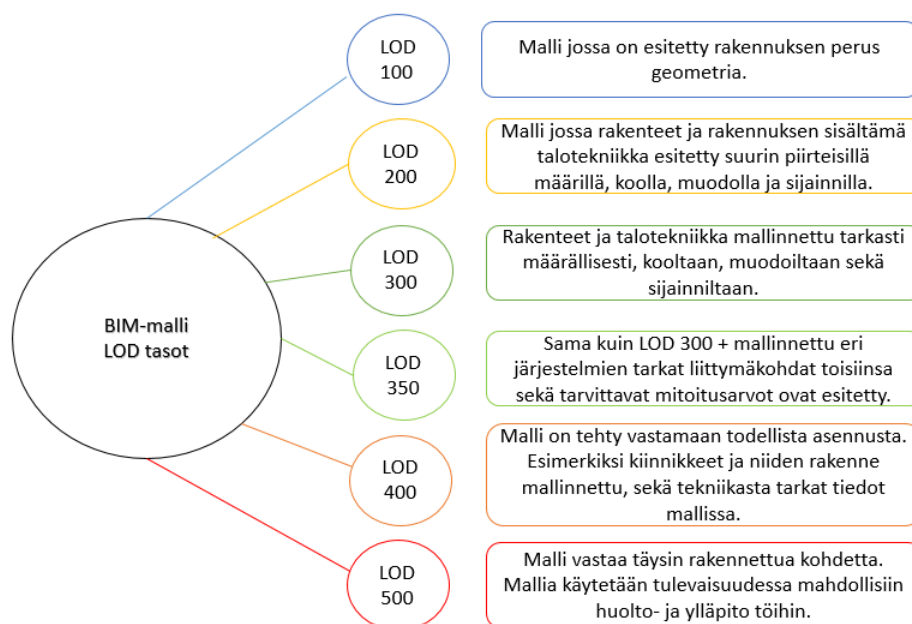 BIM-malli
LOD tasot
LOD
100
Malli jossa on esitetty rakennuksen perus
geometria.
LOD
200
Malli jossa rakenteet ja rakennuksen sisältämä
talotekniikka esitetty suurin piirteisillä
määrillä, koolla, muodolla ja sijainnilla.
LOD
300
Rakenteet ja talotekniikka mallinnettu tarkasti
määrällisesti, kooltaan, muodoiltaan sekä
sijainniltaan.
LOD
350
Sama kuin LOD 300 + mallinnettu eri
järjestelmien tarkat liittymäkohdat toisiinsa
sekä tarvittavat mitoitusarvot ovat esitetty.
LOD
400
Malli on tehty vastamaan todellista asennusta.
Esimerkiksi kiinnikkeet ja niiden rakenne
mallinnettu, sekä tekniikasta tarkat tiedot
mallissa.
LOD
500
Malli vastaa täysin rakennettua kohdetta.
Mallia käytetään tulevaisuudessa mahdollisiin
huolto- ja ylläpito töihin.